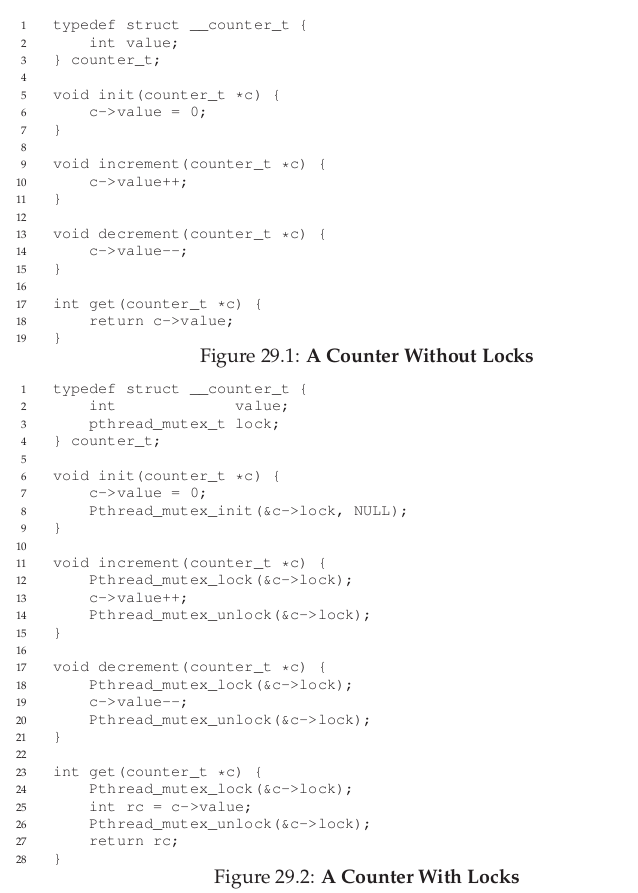 1 typedef struct __counter_t {
2 int value;
3 } counter_t;
4
5 void init(counter_t *c) {
6 c->value = 0;
7 }
8
9 void increment(counter_t *c) {
10 c->value++;
11 }
12
13 void decrement(counter_t *c) {
14 c->value--;
15 }
16
17 int get(counter_t *c) {
18 return c->value;
19 }
Figure 29.1: A Counter Without Locks
1 typedef struct __counter_t {
2 int value;
3 pthread_mutex_t lock;
4 } counter_t;
5
6 void init(counter_t *c) {
7 c->value = 0;
8 Pthread_mutex_init(&c->lock, NULL);
9 }
10
11 void increment(counter_t *c) {
12 Pthread_mutex_lock(&c->lock);
13 c->value++;
14 Pthread_mutex_unlock(&c->lock);
15 }
16
17 void decrement(counter_t *c) {
18 Pthread_mutex_lock(&c->lock);
19 c->value--;
20 Pthread_mutex_unlock(&c->lock);
21 }
22
23 int get(counter_t *c) {
24 Pthread_mutex_lock(&c->lock);
25 int rc = c->value;
26 Pthread_mutex_unlock(&c->lock);
27 return rc;
28 }
Figure 29.2: A Counter With Locks